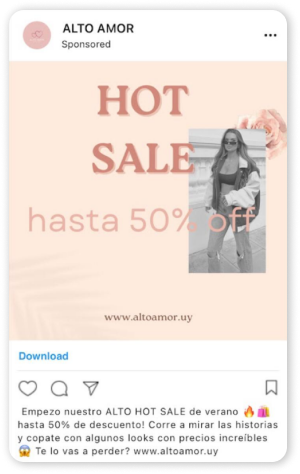 ALTO AMOR
Sponsored
HOT
SALE
hasta 50% off
www.altoamor.uy
Download
Empezo nuestro ALTO HOT SALE de verano 🔥🛍️
hasta 50% de descuento! Corre a mirar las historias
y copate con algunos looks con precios increíbles
😱 Te lo vas a perder? www.altoamor.uy